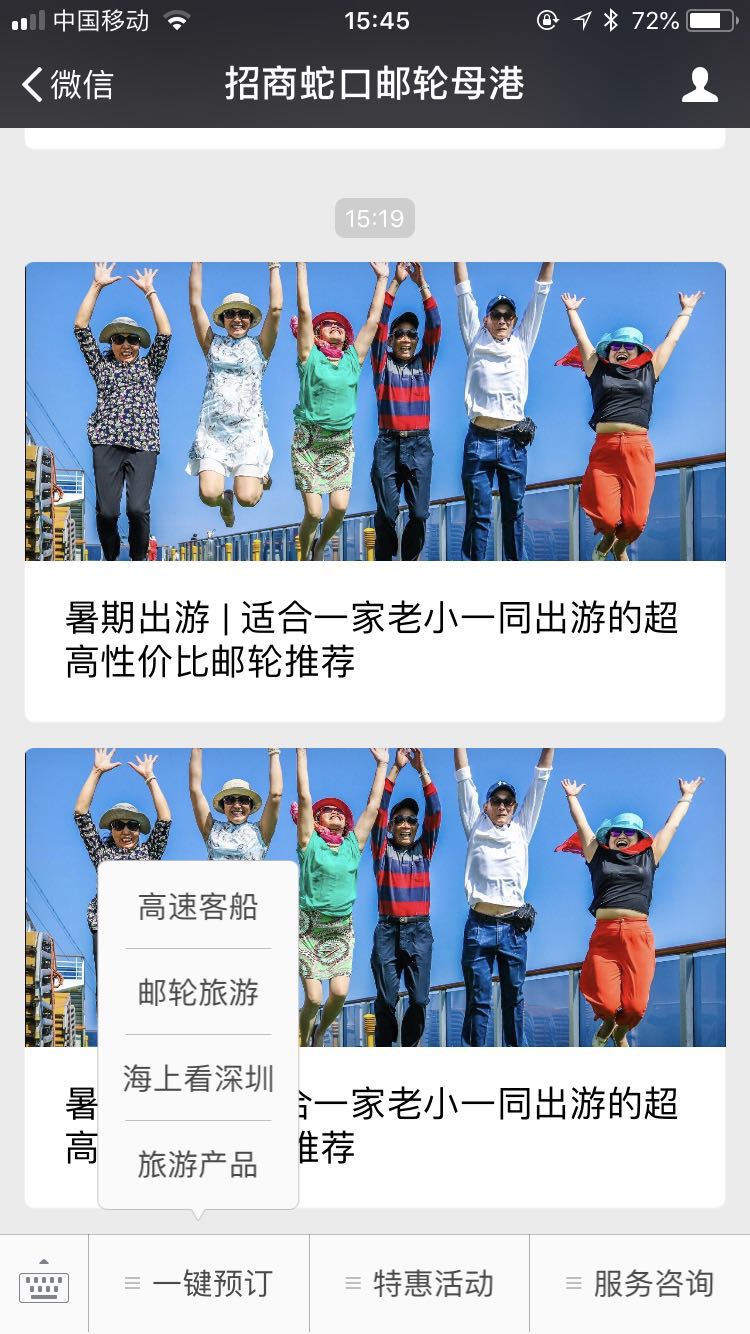 中国移动
15:45
72%
微信
招商蛇口邮轮母港
15:19
暑期出游 | 适合一家老小一同出游的超
高性价比邮轮推荐
高速客船
邮轮旅游
海上看深圳
旅游产品
暑
合一家老小一同出游的超
高
推荐
一键预订
特惠活动
服务咨询